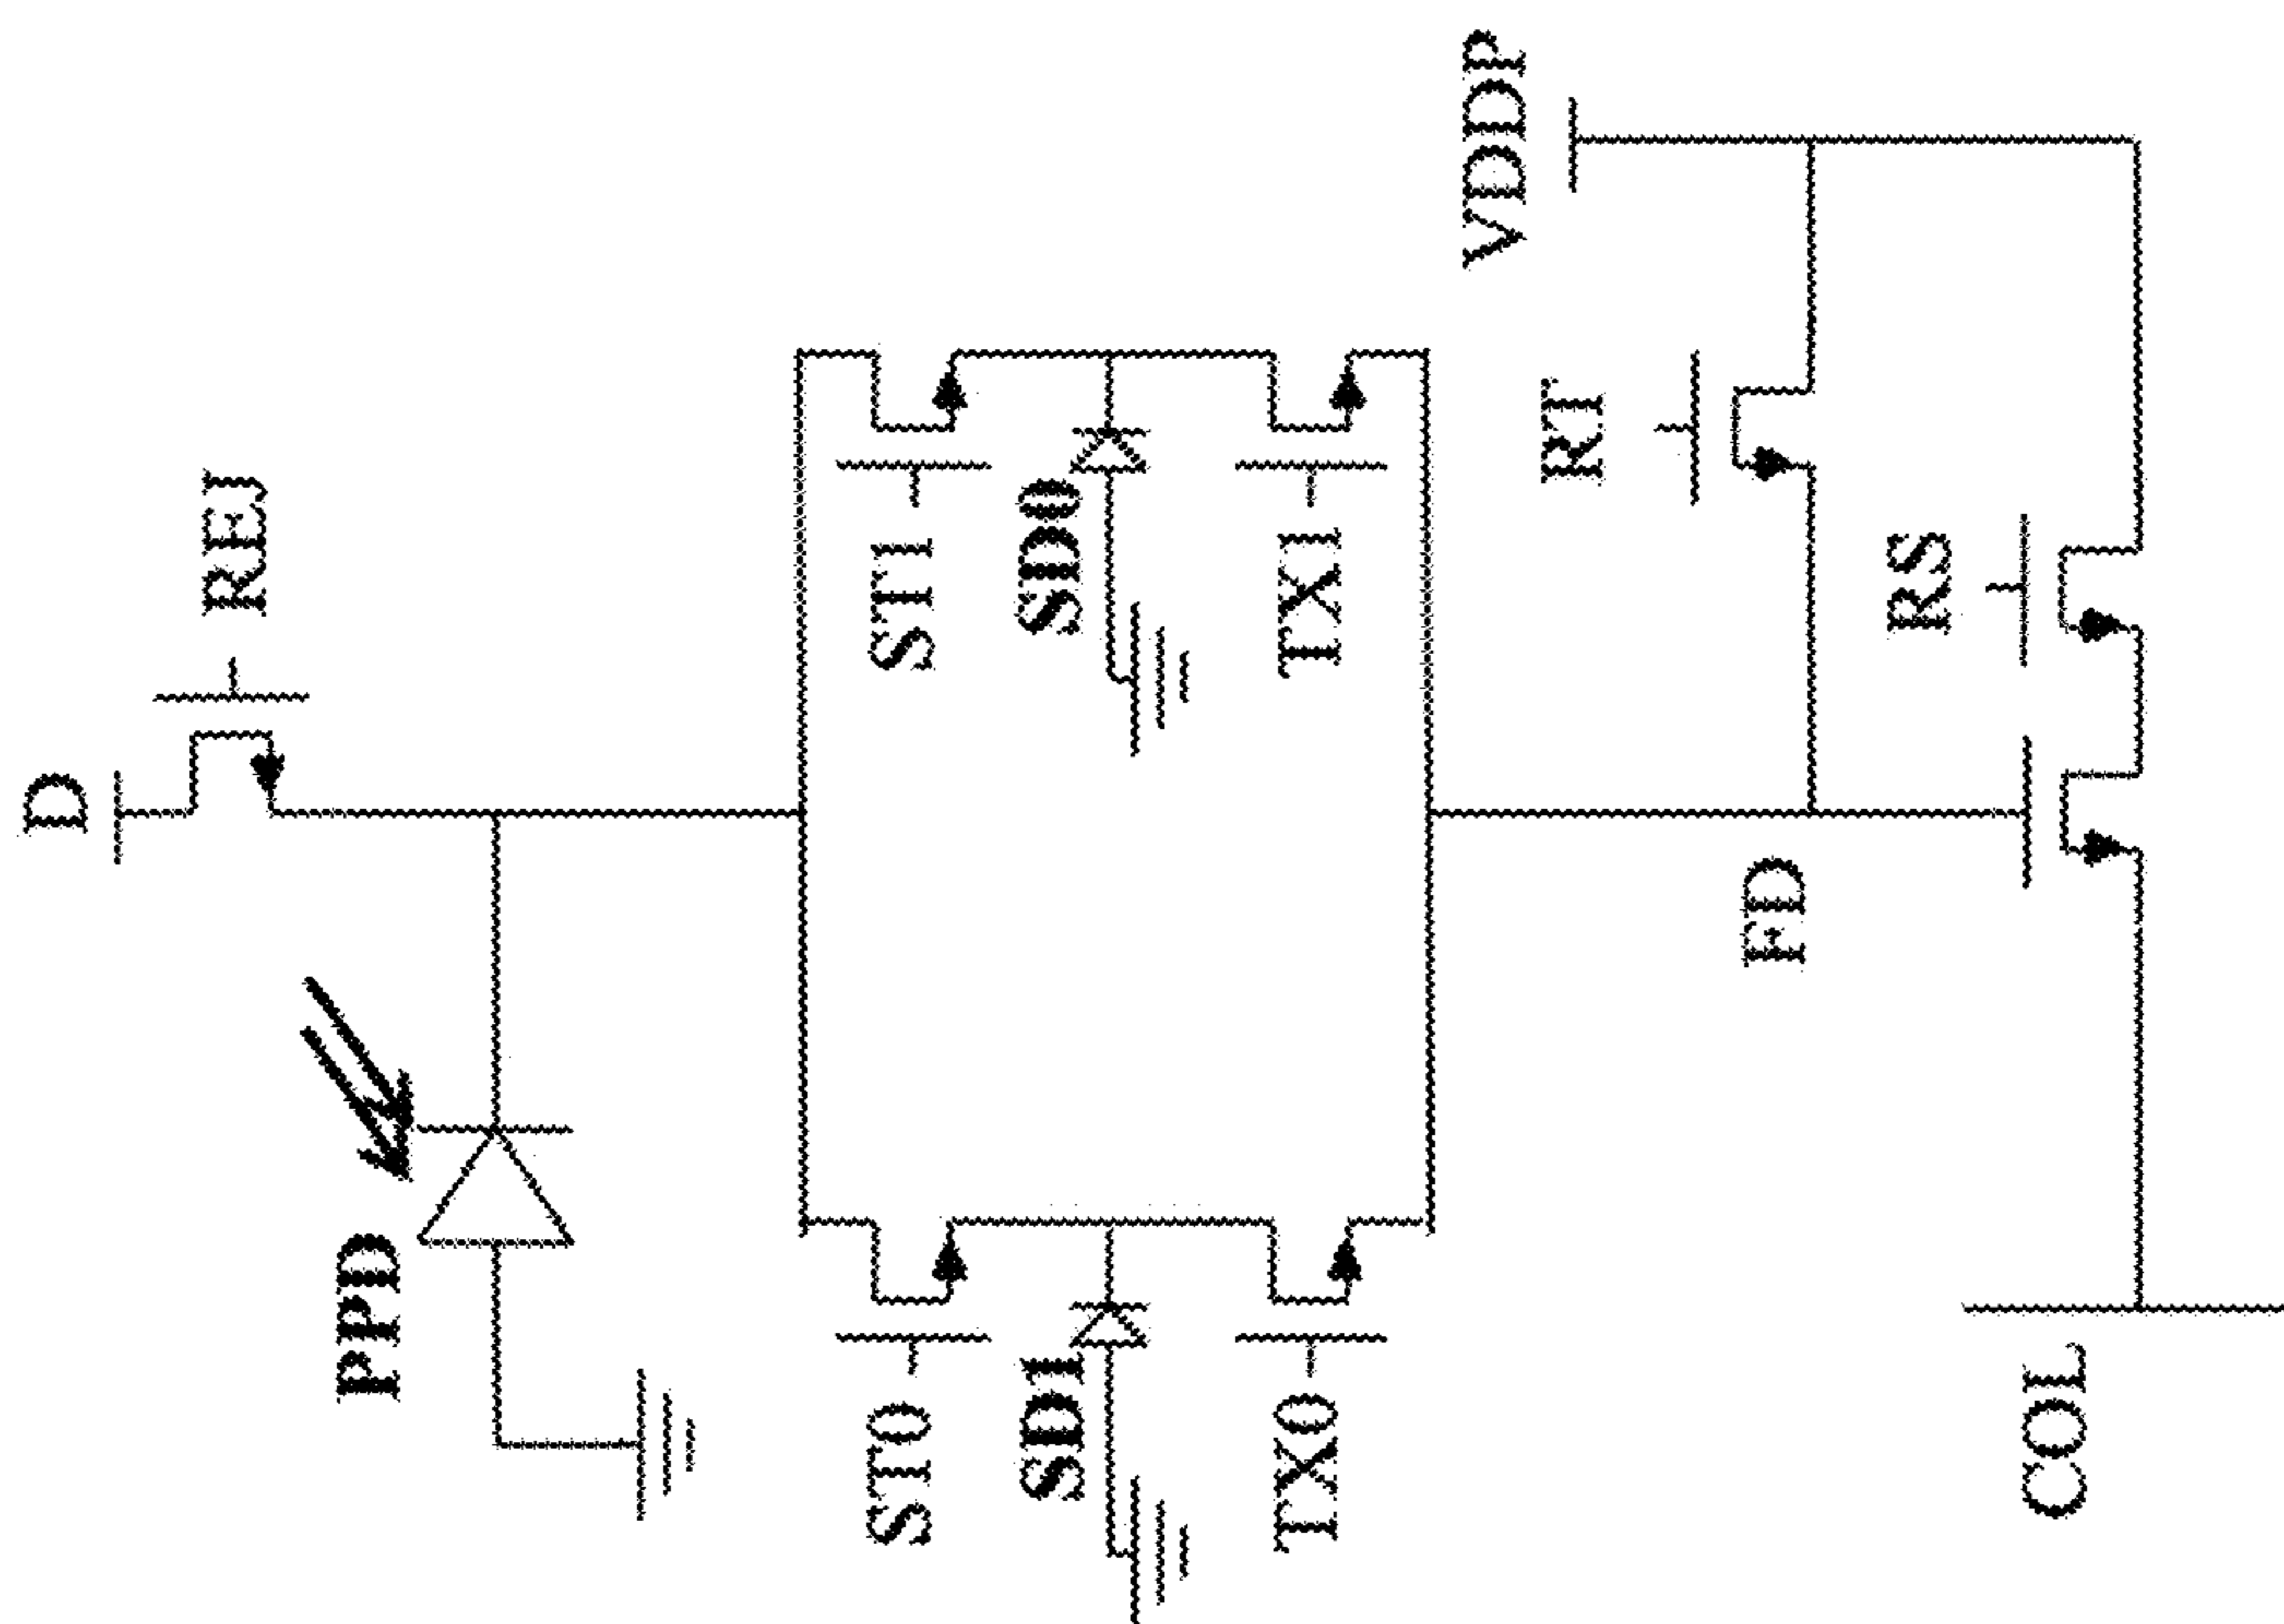 D
REJ
PPD
ST0
ST1
SD1
SD0
TX0
TX1
VDDP
RT
FD
RS
COL